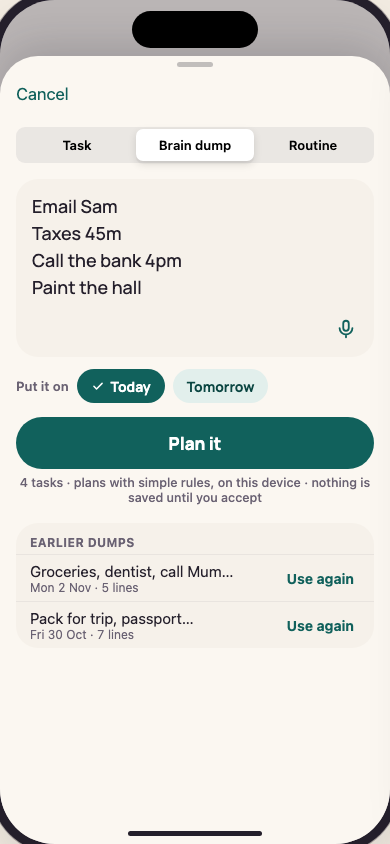 Cancel
Task
Brain dump
Routine
Email Sam
Taxes 45m
Call the bank 4pm
Paint the hall
Put it on
Today
Tomorrow
Plan it
4 tasks · plans with simple rules, on this device · nothing is
saved until you accept
EARLIER DUMPS
Groceries, dentist, call Mum...
Mon 2 Nov · 5 lines
Use again
Pack for trip, passport...
Fri 30 Oct · 7 lines
Use again